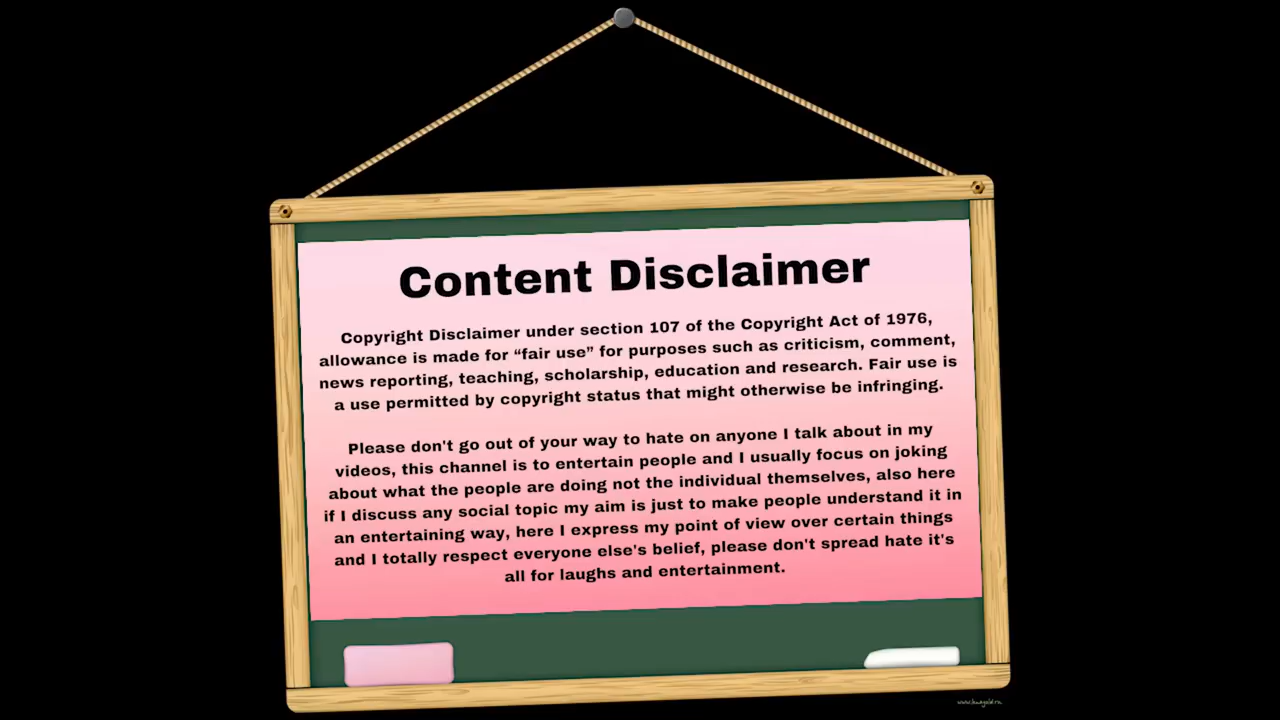 Content Disclaimer
Copyright Disclaimer under section 107 of the Copyright Act of 1976,
allowance is made for “fair use” for purposes such as criticism, comment,
news reporting, teaching, scholarship, education and research. Fair use is
a use permitted by copyright status that might otherwise be infringing.
Please don't go out of your way to hate on anyone I talk about in my
videos, this channel is to entertain people and I usually focus on joking
about what the people are doing not the individual themselves, also here
if I discuss any social topic my aim is just to make people understand it in
an entertaining way, here I express my point of view over certain things
and I totally respect everyone else's belief, please don't spread hate it's
all for laughs and entertainment.